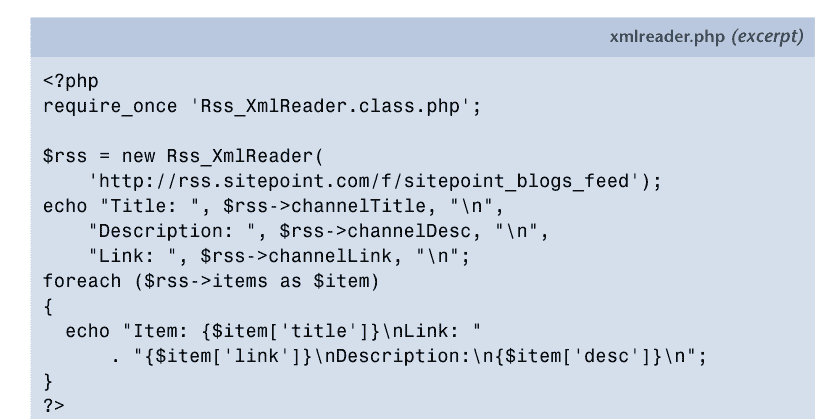 xmlreader.php (excerpt)
<?php
require_once 'Rss_XmlReader.class.php';
$rss = new Rss_XmlReader(
    'http://rss.sitepoint.com/f/sitepoint_blogs_feed');
echo "Title: ", $rss->channelTitle, "\n",
    "Description: ", $rss->channelDesc, "\n",
    "Link: ", $rss->channelLink, "\n";
foreach ($rss->items as $item)
{
  echo "Item: {$item['title']}\nLink: "
      . "{$item['link']}\nDescription:\n{$item['desc']}\n";
}
?>